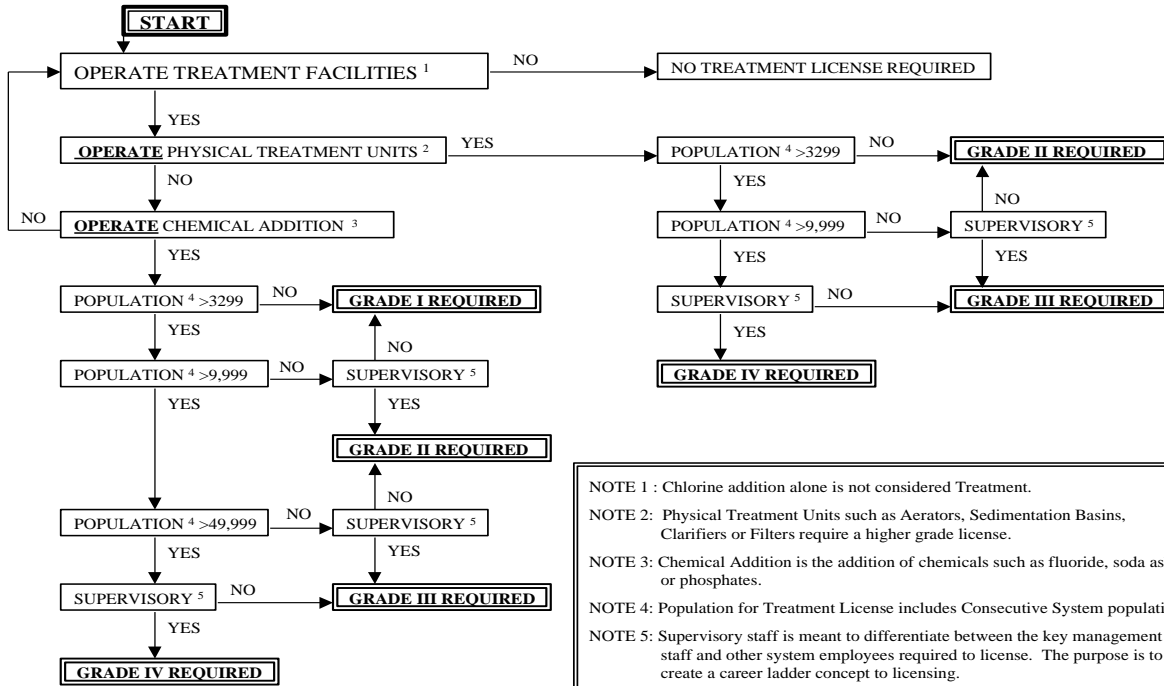 START
OPERATE TREATMENT FACILITIES 1
NO
NO TREATMENT LICENSE REQUIRED
YES
OPERATE PHYSICAL TREATMENT UNITS 2
YES
POPULATION 4 >3299
NO
GRADE II REQUIRED
NO
YES
NO
NO
OPERATE CHEMICAL ADDITION 3
POPULATION 4 >9,999
NO
SUPERVISORY 5
YES
YES
YES
POPULATION 4 >3299
NO
GRADE I REQUIRED
SUPERVISORY 5
NO
GRADE III REQUIRED
YES
NO
YES
POPULATION 4 >9,999
NO
SUPERVISORY 5
GRADE IV REQUIRED
YES
YES
GRADE II REQUIRED
NO
POPULATION 4 >49,999
NO
SUPERVISORY 5
YES
YES
SUPERVISORY 5
NO
GRADE III REQUIRED
YES
GRADE IV REQUIRED
NOTE 1 : Chlorine addition alone is not considered Treatment.
NOTE 2: Physical Treatment Units such as Aerators, Sedimentation Basins,
Clarifiers or Filters require a higher grade license.
NOTE 3: Chemical Addition is the addition of chemicals such as fluoride, soda as
or phosphates.
NOTE 4: Population for Treatment License includes Consecutive System populati
NOTE 5: Supervisory staff is meant to differentiate between the key management
staff and other system employees required to license. The purpose is to
create a career ladder concept to licensing.